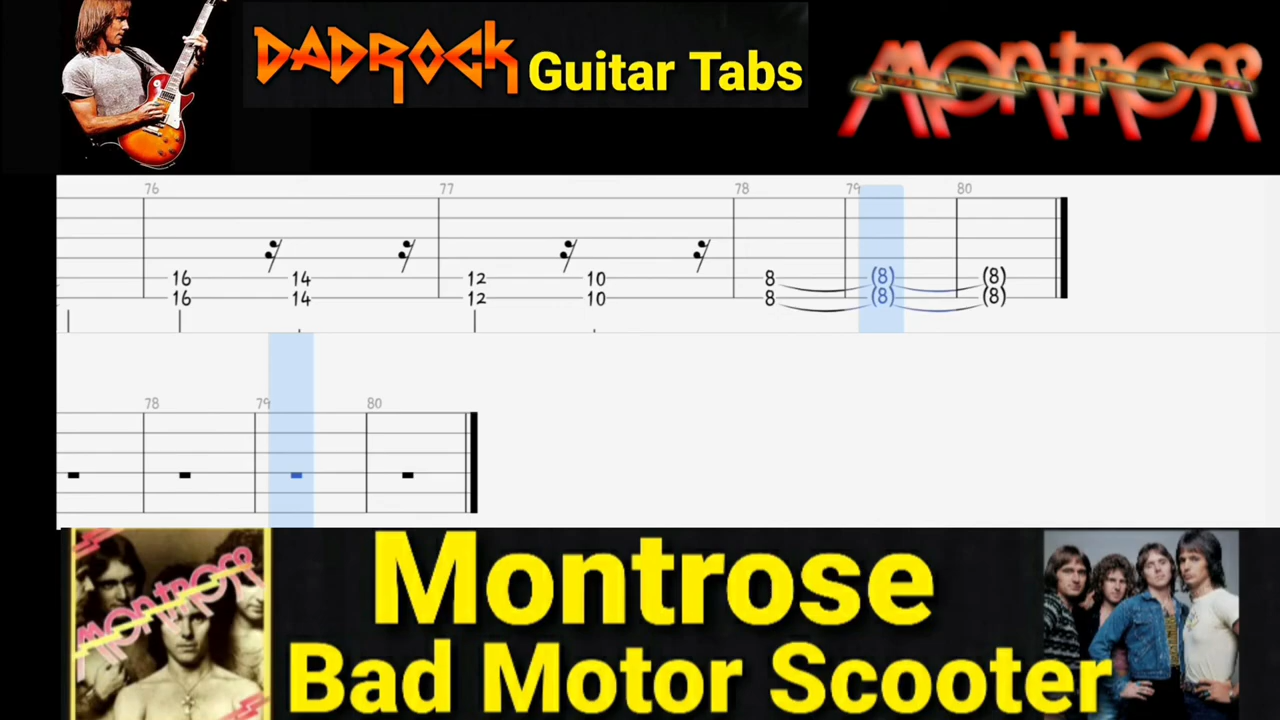 DADROCK Guitar Tabs
MONTROSE
76 77 78 79 80
16 14 12 10 8 (8) (8)
16 14 12 10 8 (8) (8)
78 79 80
MONTROSE
Montrose
Bad Motor Scooter